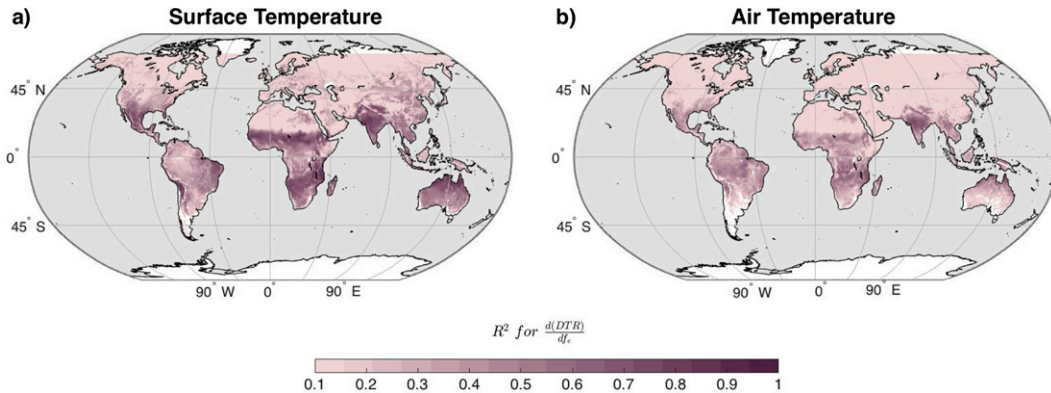 a) Surface Temperature
b) Air Temperature
45° N
45° N
0°
0°
45° S
45° S
90° W 0° 90° E
90° W 0° 90° E
R² for d(DTR)/df_c
0.1 0.2 0.3 0.4 0.5 0.6 0.7 0.8 0.9 1